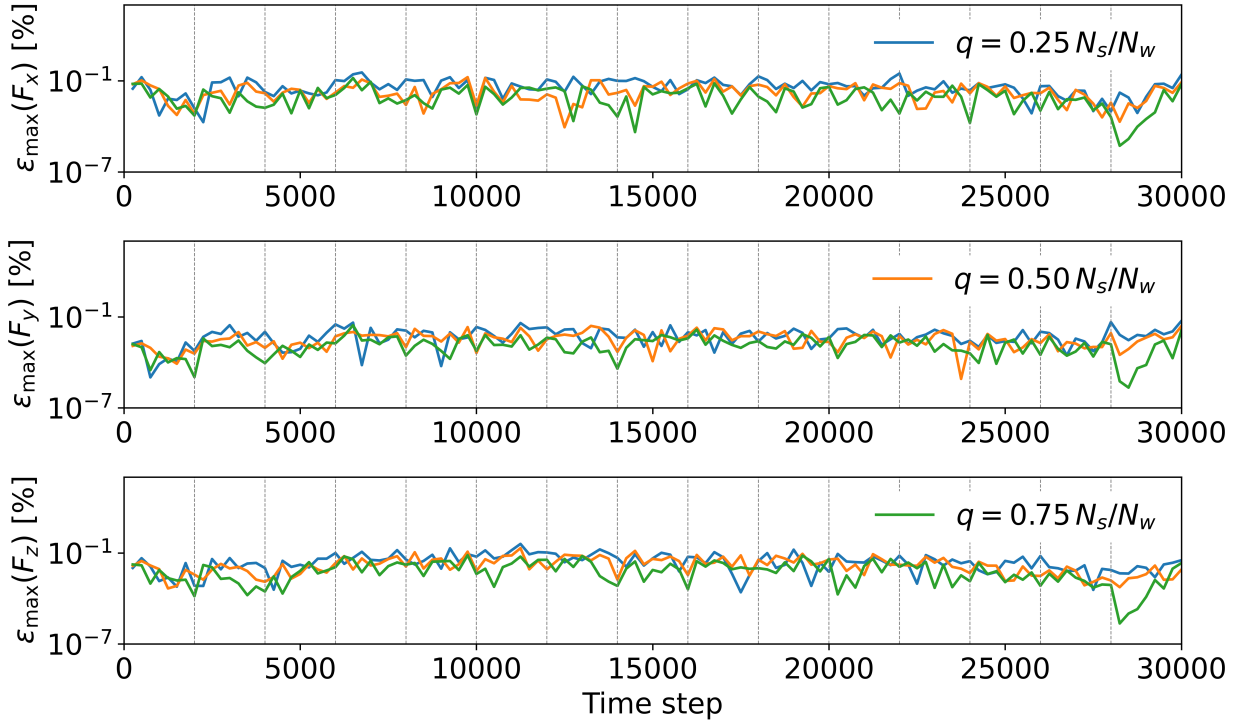 ε_max(F_x) [%]
10⁻¹
10⁻⁷
q = 0.25 N_s/N_w
0 5000 10000 15000 20000 25000 30000
ε_max(F_y) [%]
10⁻¹
10⁻⁷
q = 0.50 N_s/N_w
0 5000 10000 15000 20000 25000 30000
ε_max(F_z) [%]
10⁻¹
10⁻⁷
q = 0.75 N_s/N_w
0 5000 10000 15000 20000 25000 30000
Time step